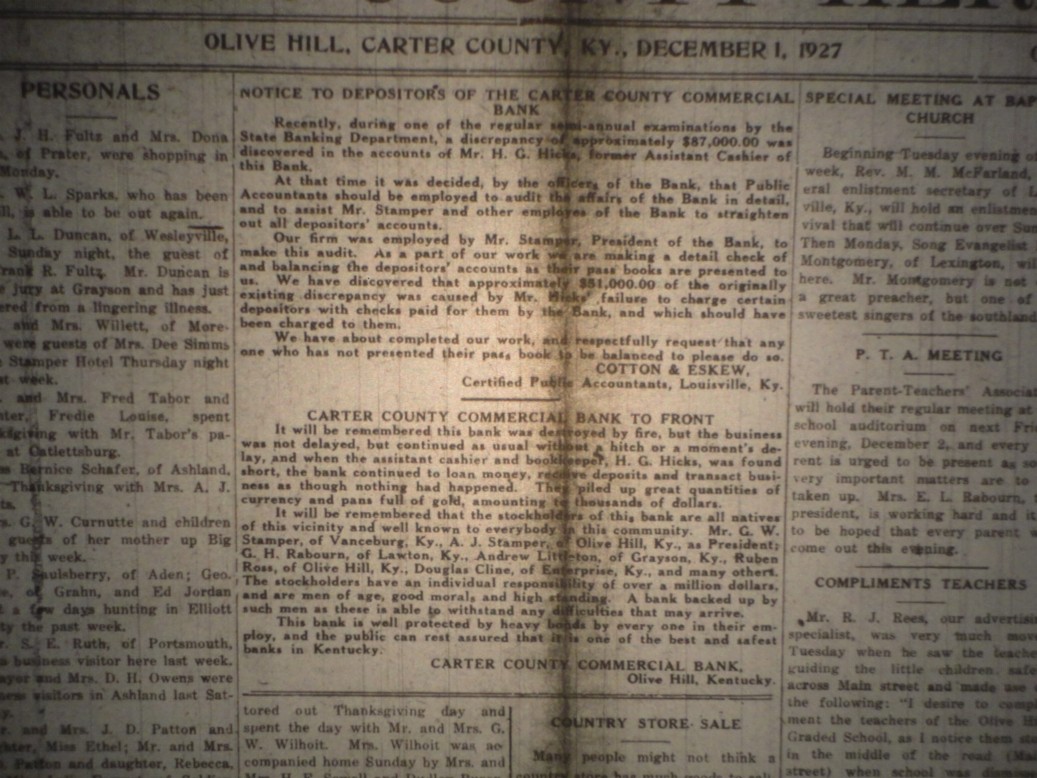 OLIVE HILL, CARTER COUNTY, KY., DECEMBER 1, 1927
PERSONALS
J. H. Fultz and Mrs. Dona
of Prater, were shopping in
Monday.
W. L. Sparks, who has been
is able to be out again.
L. L. Duncan, of Wesleyville,
Sunday night, the guest of
R. Fultz. Mr. Duncan is
jury at Grayson and has just
from a lingering illness.
and Mrs. Willett, of More-
were guests of Mrs. Dee Simms
Stamper Hotel Thursday night
week.
and Mrs. Fred Tabor and
Fredie Louise, spent
with Mr. Tabor's pa-
at Catlettsburg.
Bernice Schafer, of Ashland,
Thanksgiving with Mrs. A. J.
G. W. Curnutte and children
guests of her mother up Big
this week.
P. Saulsberry, of Aden; Geo.
of Grahn, and Ed Jordan
a few days hunting in Elliott
the past week.
S. E. Ruth, of Portsmouth,
business visitor here last week.
and Mrs. D. H. Owens were
visitors in Ashland last Sat-
and Mrs. J. D. Patton and
Miss Ethel; Mr. and Mrs.
Patton and daughter, Rebecca,
NOTICE TO DEPOSITORS OF THE CARTER COUNTY COMMERCIAL
BANK
Recently, during one of the regular semi-annual examinations by the
State Banking Department, a discrepancy of approximately $87,000.00 was
discovered in the accounts of Mr. H. G. Hicks, former Assistant Cashier of
this Bank.
At that time it was decided, by the officers of the Bank, that Public
Accountants should be employed to audit the affairs of the Bank in detail,
and to assist Mr. Stamper and other employes of the Bank to straighten
out all depositors' accounts.
Our firm was employed by Mr. Stamper, President of the Bank, to
make this audit. As a part of our work we are making a detail check of
and balancing the depositors' accounts as their pass books are presented to
us. We have discovered that approximately $51,000.00 of the originally
existing discrepancy was caused by Mr. Hicks' failure to charge certain
depositors with checks paid for them by the Bank, and which should have
been charged to them.
We have about completed our work, and respectfully request that any
one who has not presented their pass book to be balanced to please do so.
COTTON & ESKEW,
Certified Public Accountants, Louisville, Ky.
CARTER COUNTY COMMERCIAL BANK TO FRONT
It will be remembered this bank was destroyed by fire, but the business
was not delayed, but continued as usual without a hitch or a moment's de-
lay, and when the assistant cashier and bookkeeper, H. G. Hicks, was found
short, the bank continued to loan money, receive deposits and transact busi-
ness as though nothing had happened. They piled up great quantities of
currency and pans full of gold, amounting to thousands of dollars.
It will be remembered that the stockholders of this bank are all natives
of this vicinity and well known to everybody in this community. Mr. G. W.
Stamper, of Vanceburg, Ky., A. J. Stamper, of Olive Hill, Ky., as President;
G. H. Rabourn, of Lawton, Ky., Andrew Littleton, of Grayson, Ky., Ruben
Ross, of Olive Hill, Ky., Douglas Cline, of Enterprise, Ky., and many others.
The stockholders have an individual responsibility of over a million dollars,
and are men of age, good morals and high standing. A bank backed up by
such men as these is able to withstand any difficulties that may arrive.
This bank is well protected by heavy bonds by every one in their em-
ploy, and the public can rest assured that it is one of the best and safest
banks in Kentucky.
CARTER COUNTY COMMERCIAL BANK,
Olive Hill, Kentucky.
tored out Thanksgiving day and
spent the day with Mr. and Mrs. G.
W. Wilhoit. Mrs. Wilhoit was ac-
companied home Sunday by Mrs. and
COUNTRY STORE SALE
Many people might not thihk a
SPECIAL MEETING AT
CHURCH
Beginning Tuesday evening of
week, Rev. M. M. McFarland,
eral enlistment secretary of
ville, Ky., will hold an enlistment
vival that will continue over
Then Monday, Song Evangelist
Montgomery, of Lexington,
here. Mr. Montgomery is not
a great preacher, but one of
sweetest singers of the southland
P. T. A. MEETING
The Parent-Teachers'
will hold their regular meeting at
school auditorium on next
evening, December 2, and every
rent is urged to be present as
very important matters are to
taken up. Mrs. E. L. Rabourn,
president, is working hard and it
to be hoped that every parent
come out this evening.
COMPLIMENTS TEACHERS
Mr. R. J. Rees, our
specialist, was very much
Tuesday when he saw the
guiding the little children
across Main street and made use
the following: "I desire to
ment the teachers of the Olive
Graded School, as I notice them
in the middle of the road
street) when school